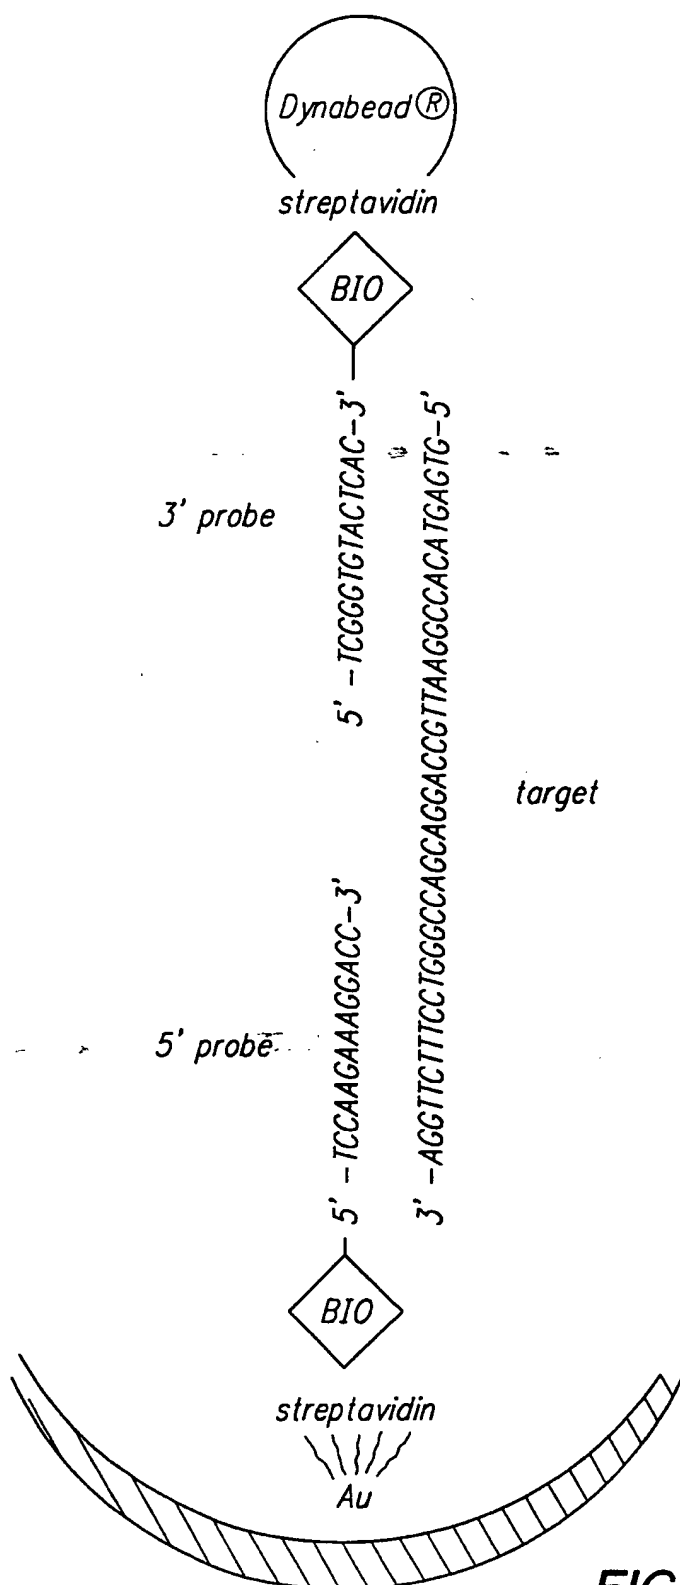 Dynabead®
streptavidin
BIO
5' -TCGGGTGTACTCAC-3'
3' probe
3' -AGGTTCTTTCCTGGGCCAGCAGGACCGTTAAGGCCACATGAGTG-5'
target
5' -TCCAAGAAAGGACC-3'
5' probe
BIO
streptavidin
Au